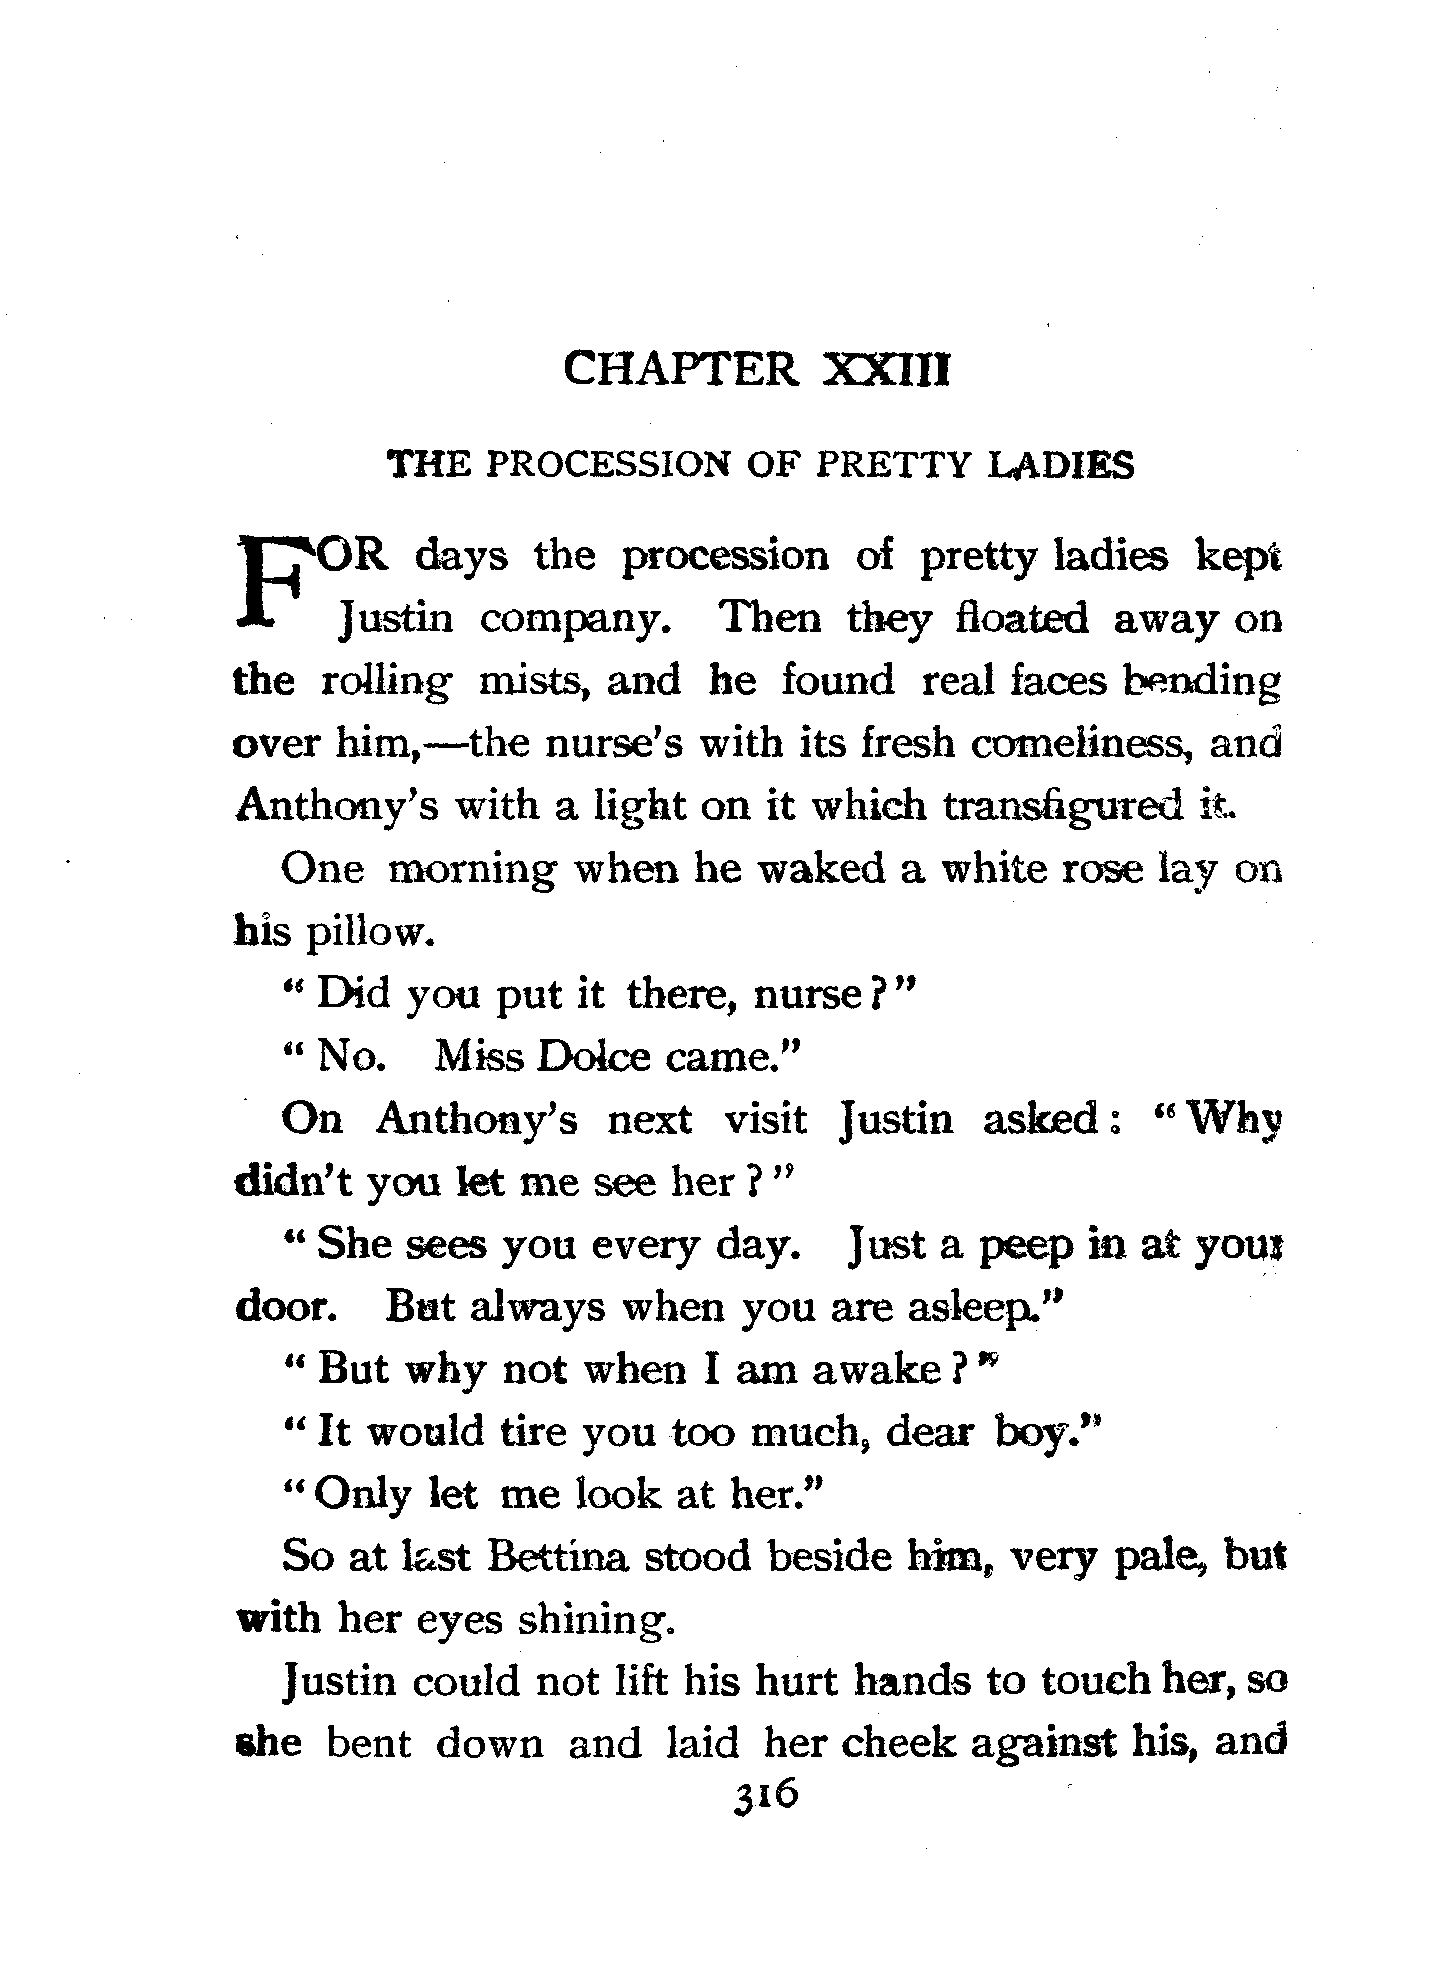 CHAPTER XXIII
THE PROCESSION OF PRETTY LADIES
FOR days the procession of pretty ladies kept
Justin company. Then they floated away on
the rolling mists, and he found real faces bending
over him,—the nurse's with its fresh comeliness, and
Anthony's with a light on it which transfigured it.
One morning when he waked a white rose lay on
his pillow.
"Did you put it there, nurse?"
"No. Miss Dolce came."
On Anthony's next visit Justin asked: "Why
didn't you let me see her?"
"She sees you every day. Just a peep in at your
door. But always when you are asleep."
"But why not when I am awake?"
"It would tire you too much, dear boy."
"Only let me look at her."
So at last Bettina stood beside him, very pale, but
with her eyes shining.
Justin could not lift his hurt hands to touch her, so
she bent down and laid her cheek against his, and
316